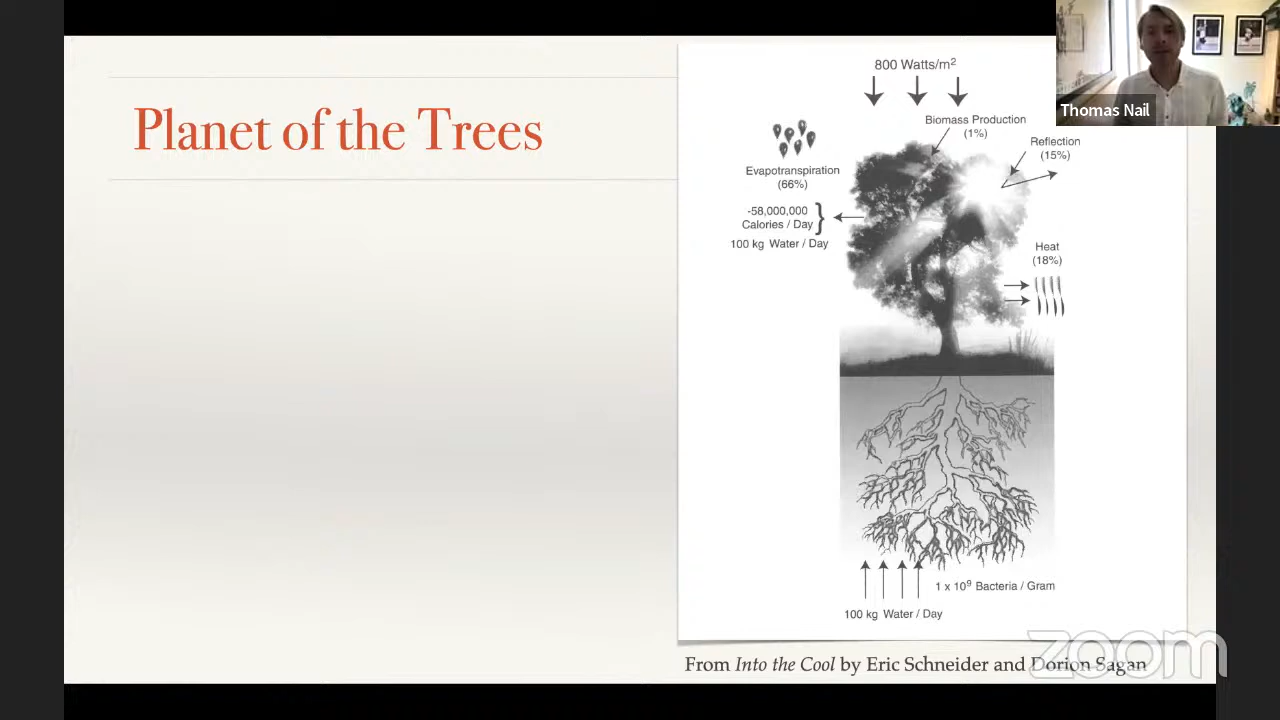 Planet of the Trees
Thomas Nail
800 Watts/m²
Biomass Production
(1%)
Reflection
(15%)
Evapotranspiration
(66%)
-58,000,000
Calories / Day
100 kg Water / Day
Heat
(18%)
1 x 10⁹ Bacteria / Gram
100 kg Water / Day
From Into the Cool by Eric Schneider and Dorion Sagan
zoom